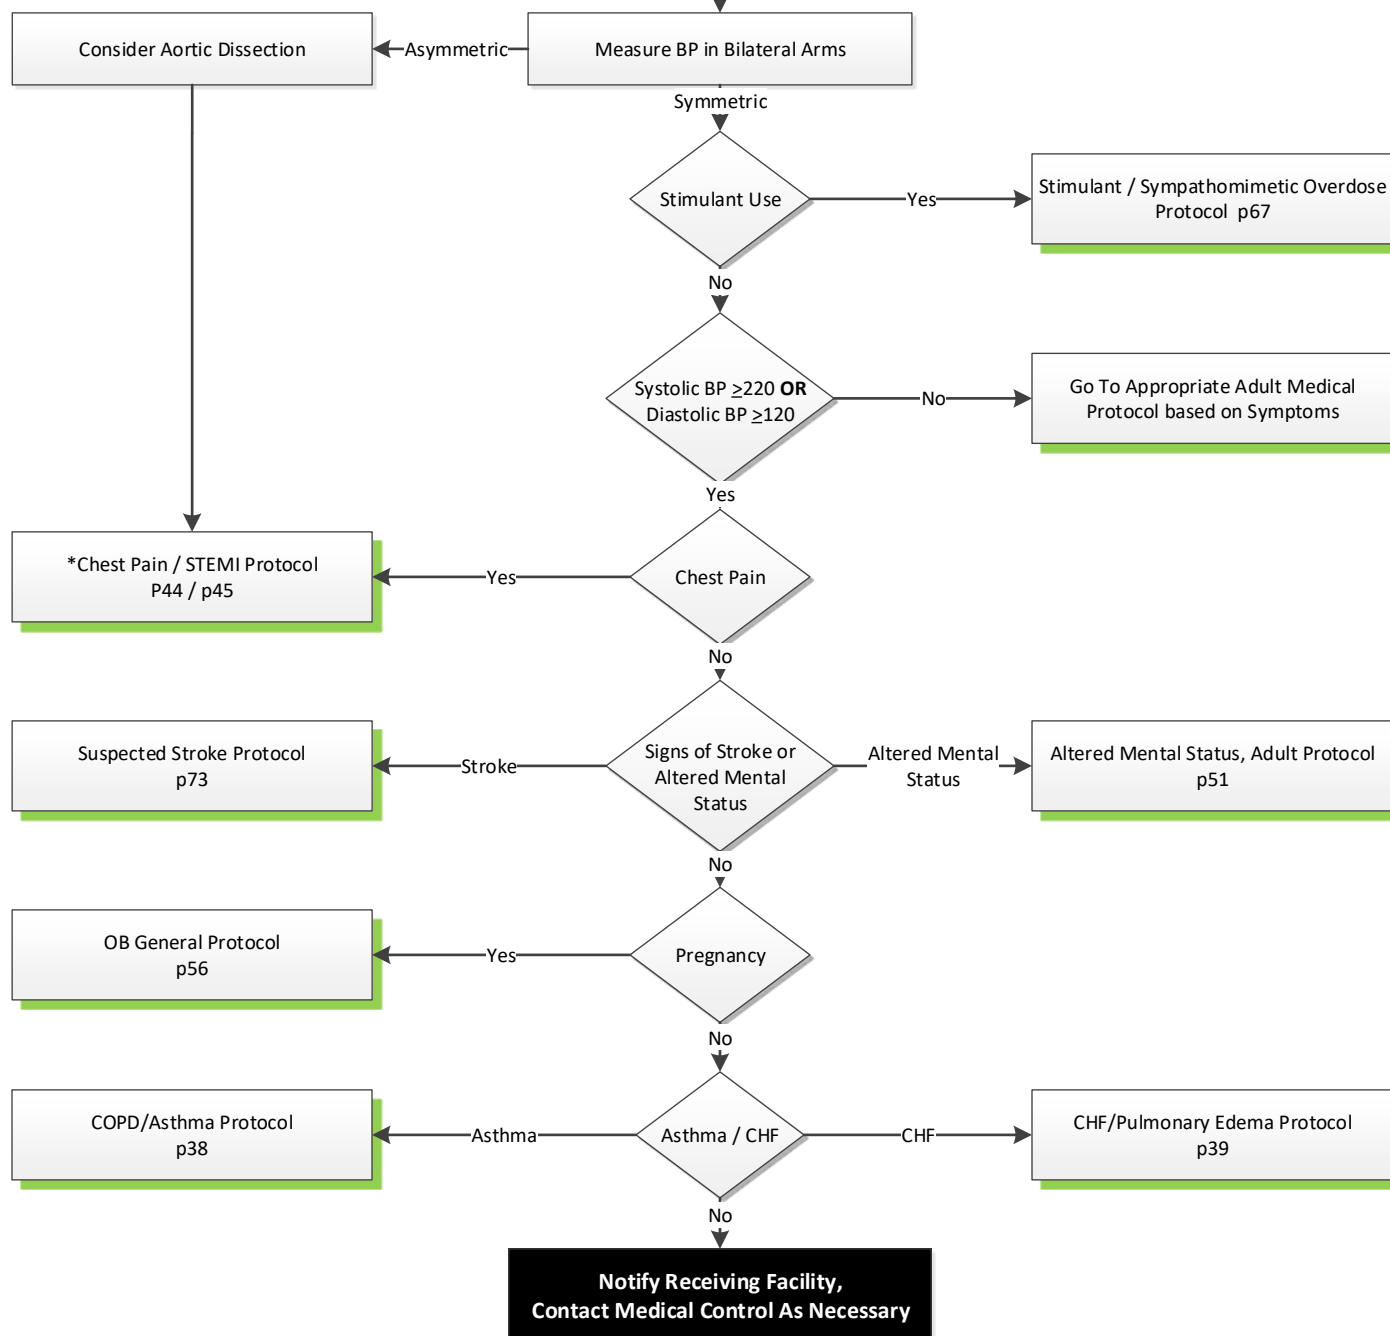 Consider Aortic Dissection
Asymmetric
Measure BP in Bilateral Arms
Symmetric
Stimulant Use
Yes
Stimulant / Sympathomimetic Overdose
Protocol p67
No
Systolic BP ≥220 OR
Diastolic BP ≥120
No
Go To Appropriate Adult Medical
Protocol based on Symptoms
Yes
*Chest Pain / STEMI Protocol
P44 / p45
Yes
Chest Pain
No
Suspected Stroke Protocol
p73
Stroke
Signs of Stroke or
Altered Mental
Status
Altered Mental
Status
Altered Mental Status, Adult Protocol
p51
No
OB General Protocol
p56
Yes
Pregnancy
No
COPD/Asthma Protocol
p38
Asthma
Asthma / CHF
CHF
CHF/Pulmonary Edema Protocol
p39
No
Notify Receiving Facility,
Contact Medical Control As Necessary